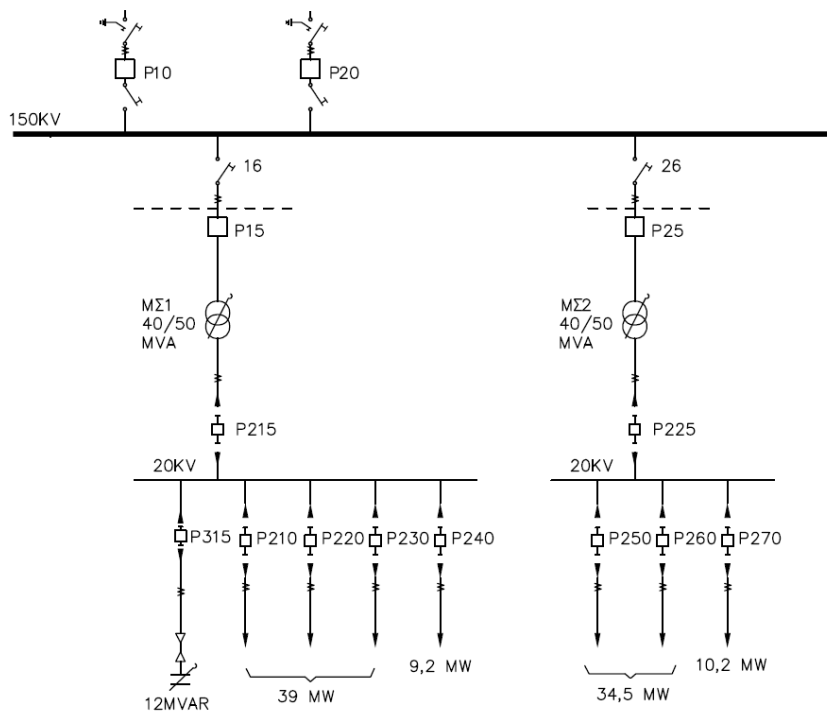 P10
P20
150KV
16
26
P15
P25
ΜΣ1
40/50
MVA
ΜΣ2
40/50
MVA
P215
P225
20KV
20KV
P315
P210
P220
P230
P240
P250
P260
P270
9,2 MW
10,2 MW
12MVAR
39 MW
34,5 MW